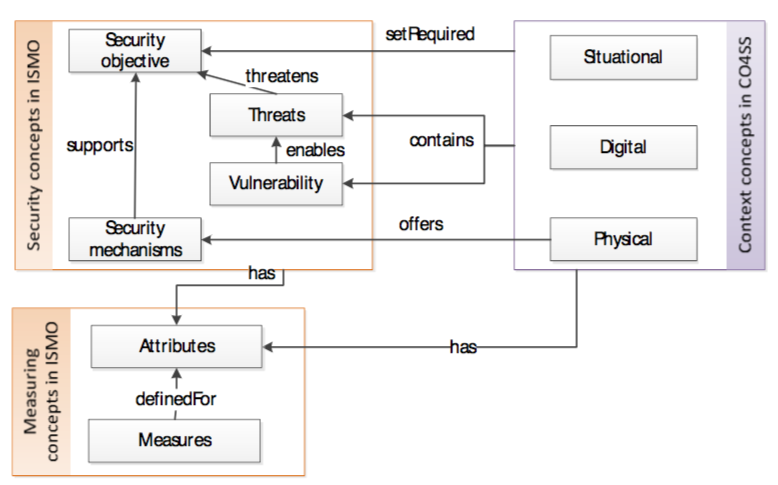 Security concepts in ISMO
Security
objective
setRequired
Situational
Context concepts in CO4SS
threatens
Threats
supports
contains
enables
Digital
Vulnerability
Security
mechanisms
offers
Physical
has
Measuring
concepts in ISMO
Attributes
has
definedFor
Measures